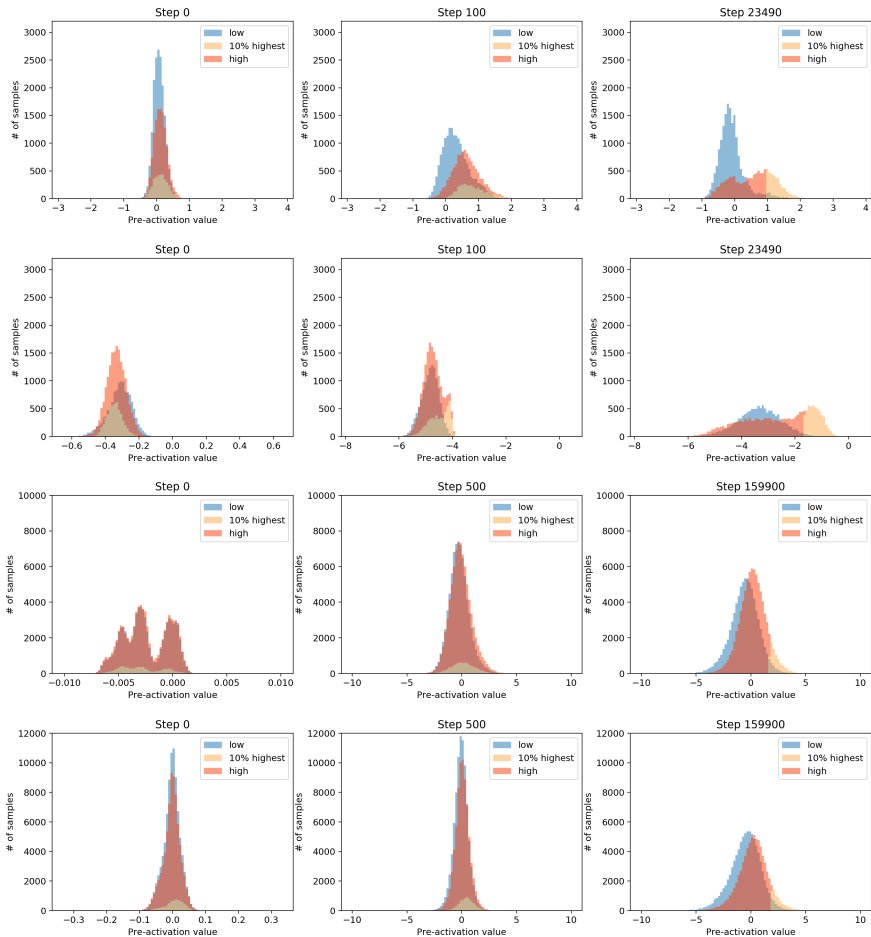 Step 0
Step 100
Step 23490
# of samples
3000
2500
2000
1500
1000
500
0
low
10% highest
high
−3 −2 −1 0 1 2 3 4
Pre-activation value
# of samples
3000
2500
2000
1500
1000
500
0
low
10% highest
high
−3 −2 −1 0 1 2 3 4
Pre-activation value
# of samples
3000
2500
2000
1500
1000
500
0
low
10% highest
high
−3 −2 −1 0 1 2 3 4
Pre-activation value
Step 0
Step 100
Step 23490
# of samples
3000
2500
2000
1500
1000
500
0
−0.6 −0.4 −0.2 0.0 0.2 0.4 0.6
Pre-activation value
# of samples
3000
2500
2000
1500
1000
500
0
−8 −6 −4 −2 0
Pre-activation value
# of samples
3000
2500
2000
1500
1000
500
0
−8 −6 −4 −2 0
Pre-activation value
Step 0
Step 500
Step 159900
# of samples
10000
8000
6000
4000
2000
0
low
10% highest
high
−0.010 −0.005 0.000 0.005 0.010
Pre-activation value
# of samples
10000
8000
6000
4000
2000
0
low
10% highest
high
−10 −5 0 5 10
Pre-activation value
# of samples
10000
8000
6000
4000
2000
0
low
10% highest
high
−10 −5 0 5 10
Pre-activation value
Step 0
Step 500
Step 159900
# of samples
12000
10000
8000
6000
4000
2000
0
low
10% highest
high
−0.3 −0.2 −0.1 0.0 0.1 0.2 0.3
Pre-activation value
# of samples
12000
10000
8000
6000
4000
2000
0
low
10% highest
high
−10 −5 0 5 10
Pre-activation value
# of samples
12000
10000
8000
6000
4000
2000
0
low
10% highest
high
−10 −5 0 5 10
Pre-activation value